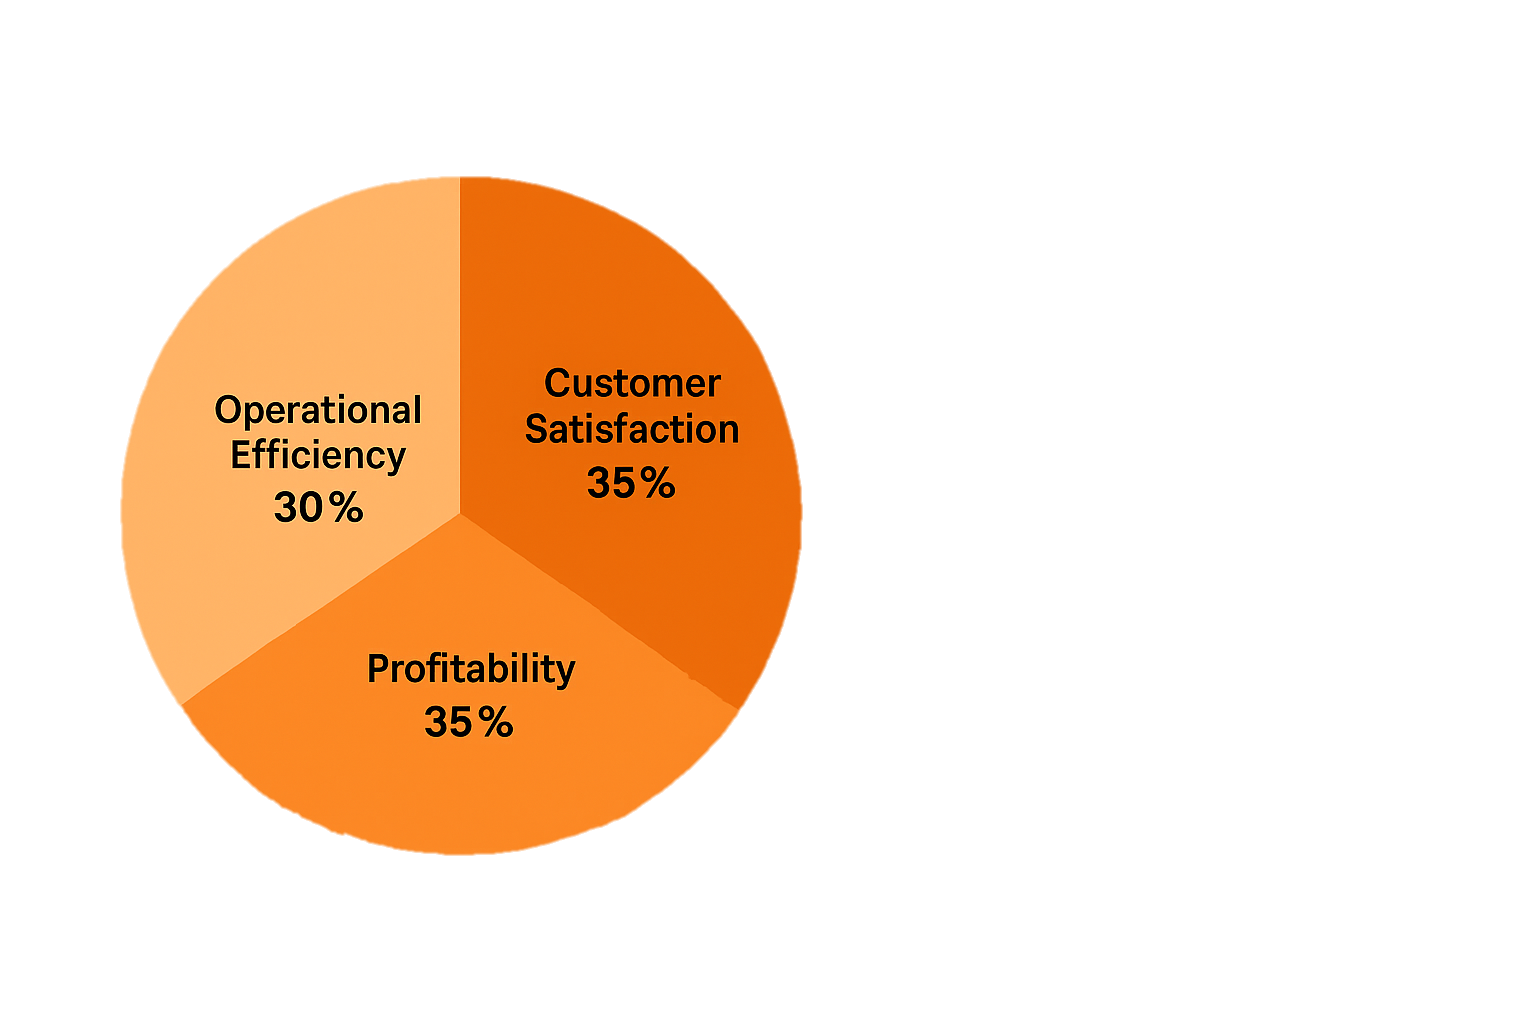 Customer
Satisfaction
35%
Operational
Efficiency
30%
Profitability
35%